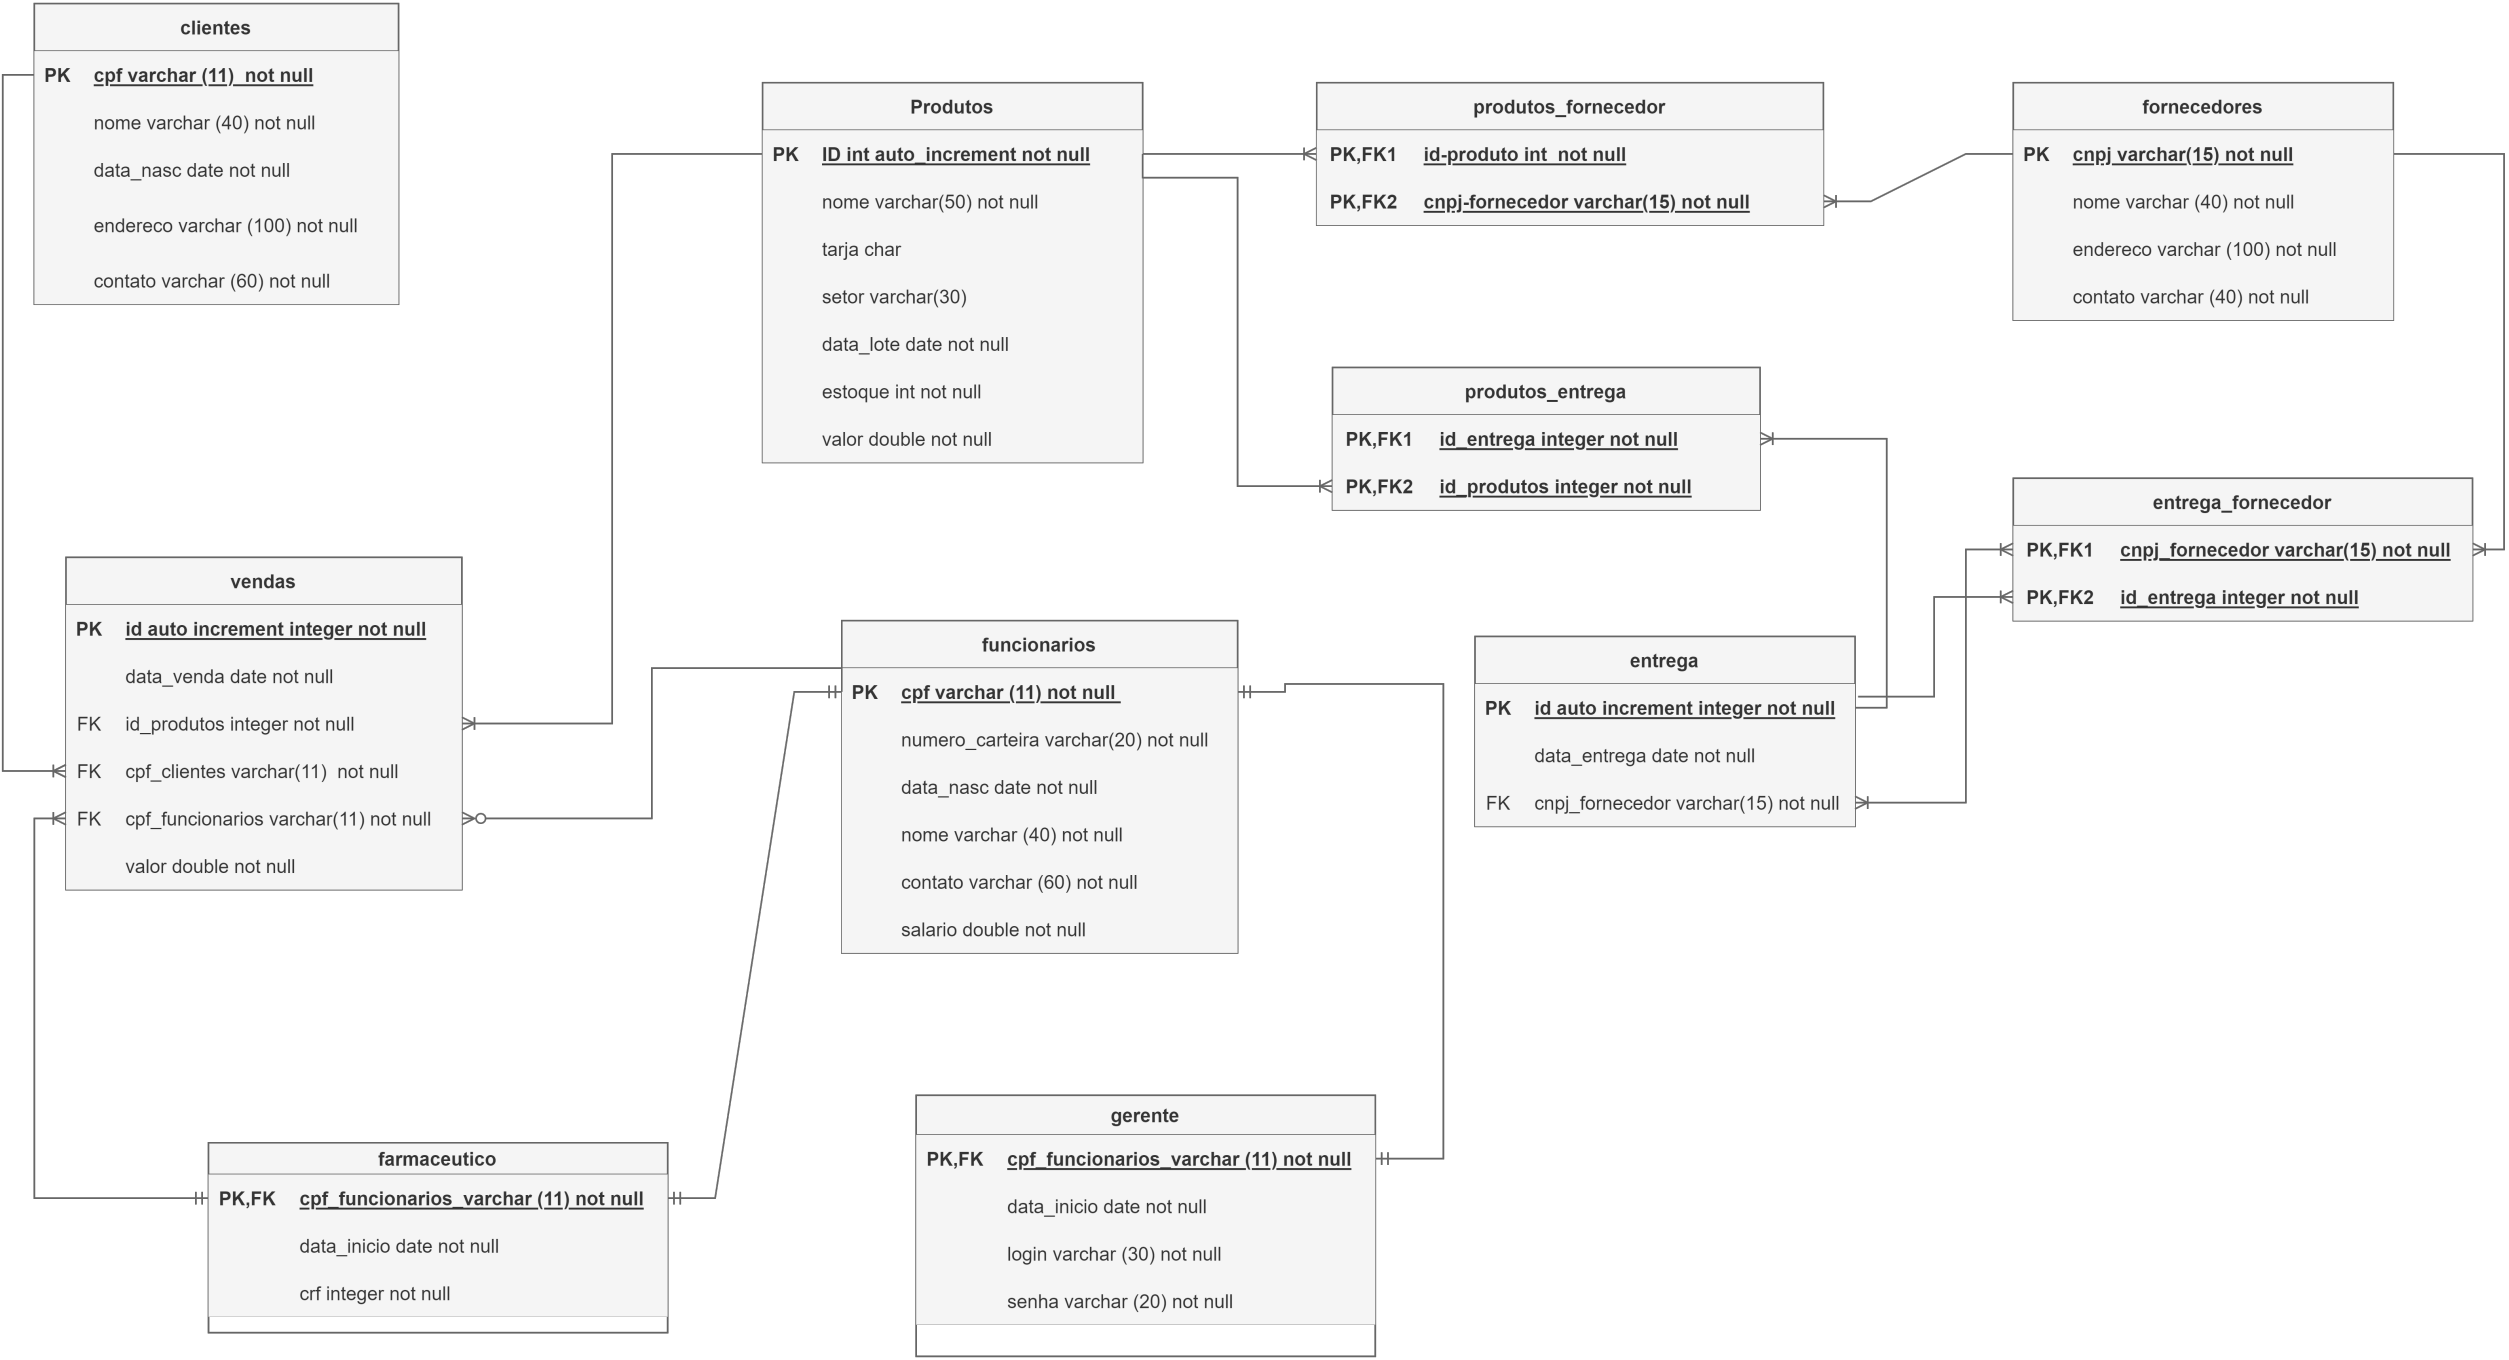 clientes
PK cpf varchar (11)  not null
nome varchar (40) not null
data_nasc date not null
endereco varchar (100) not null
contato varchar (60) not null
Produtos
PK ID int auto_increment not null
nome varchar(50) not null
tarja char
setor varchar(30)
data_lote date not null
estoque int not null
valor double not null
produtos_fornecedor
PK,FK1 id-produto int  not null
PK,FK2 cnpj-fornecedor varchar(15) not null
fornecedores
PK cnpj varchar(15) not null
nome varchar (40) not null
endereco varchar (100) not null
contato varchar (40) not null
produtos_entrega
PK,FK1 id_entrega integer not null
PK,FK2 id_produtos integer not null
entrega_fornecedor
PK,FK1 cnpj_fornecedor varchar(15) not null
PK,FK2 id_entrega integer not null
vendas
PK id auto increment integer not null
data_venda date not null
FK id_produtos integer not null
FK cpf_clientes varchar(11)  not null
FK cpf_funcionarios varchar(11) not null
valor double not null
funcionarios
PK cpf varchar (11) not null
numero_carteira varchar(20) not null
data_nasc date not null
nome varchar (40) not null
contato varchar (60) not null
salario double not null
entrega
PK id auto increment integer not null
data_entrega date not null
FK cnpj_fornecedor varchar(15) not null
farmaceutico
PK,FK cpf_funcionarios_varchar (11) not null
data_inicio date not null
crf integer not null
gerente
PK,FK cpf_funcionarios_varchar (11) not null
data_inicio date not null
login varchar (30) not null
senha varchar (20) not null